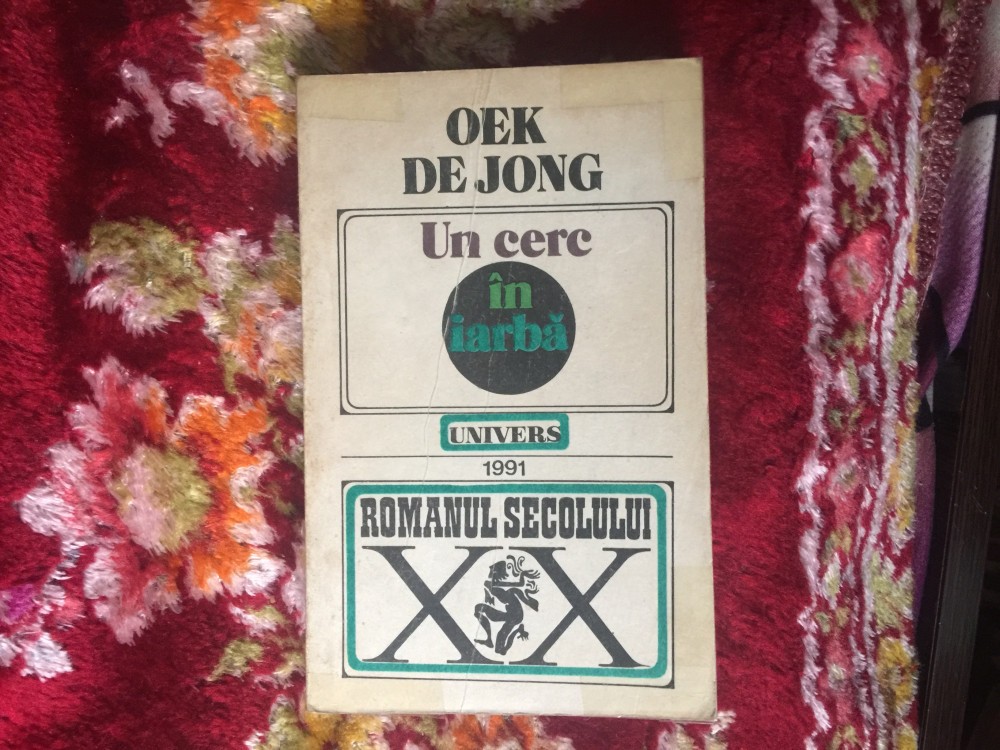 OEK
DE JONG
Un cerc
în
iarbă
UNIVERS
1991
ROMANUL SECOLULUI
XX